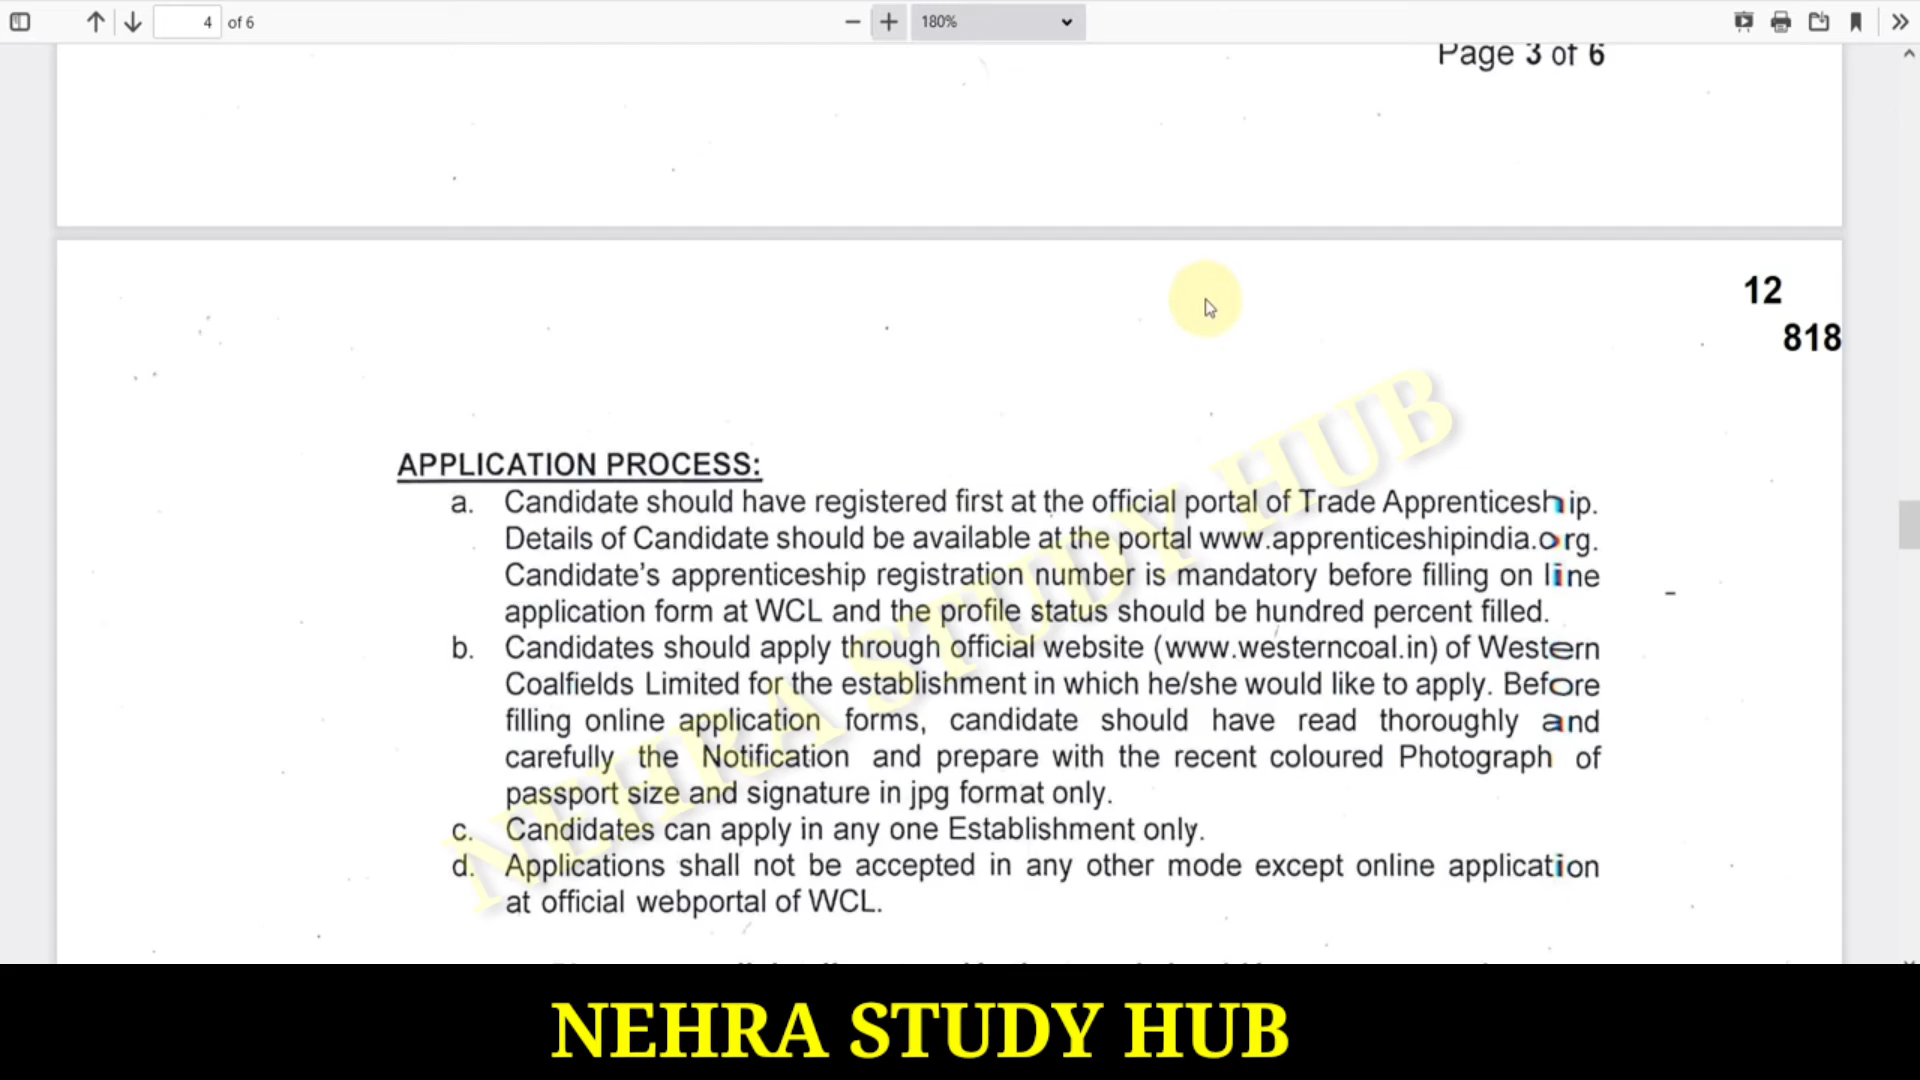 4 of 6
180%
Page 3 of 6
12
818
APPLICATION PROCESS:
a. Candidate should have registered first at the official portal of Trade Apprenticeship.
Details of Candidate should be available at the portal www.apprenticeshipindia.org.
Candidate's apprenticeship registration number is mandatory before filling on line
application form at WCL and the profile status should be hundred percent filled.
b. Candidates should apply through official website (www.westerncoal.in) of Western
Coalfields Limited for the establishment in which he/she would like to apply. Before
filling online application forms, candidate should have read thoroughly and
carefully the Notification and prepare with the recent coloured Photograph of
passport size and signature in jpg format only.
c. Candidates can apply in any one Establishment only.
d. Applications shall not be accepted in any other mode except online application
at official webportal of WCL.
NEHRA STUDY HUB
NEHRA STUDY HUB